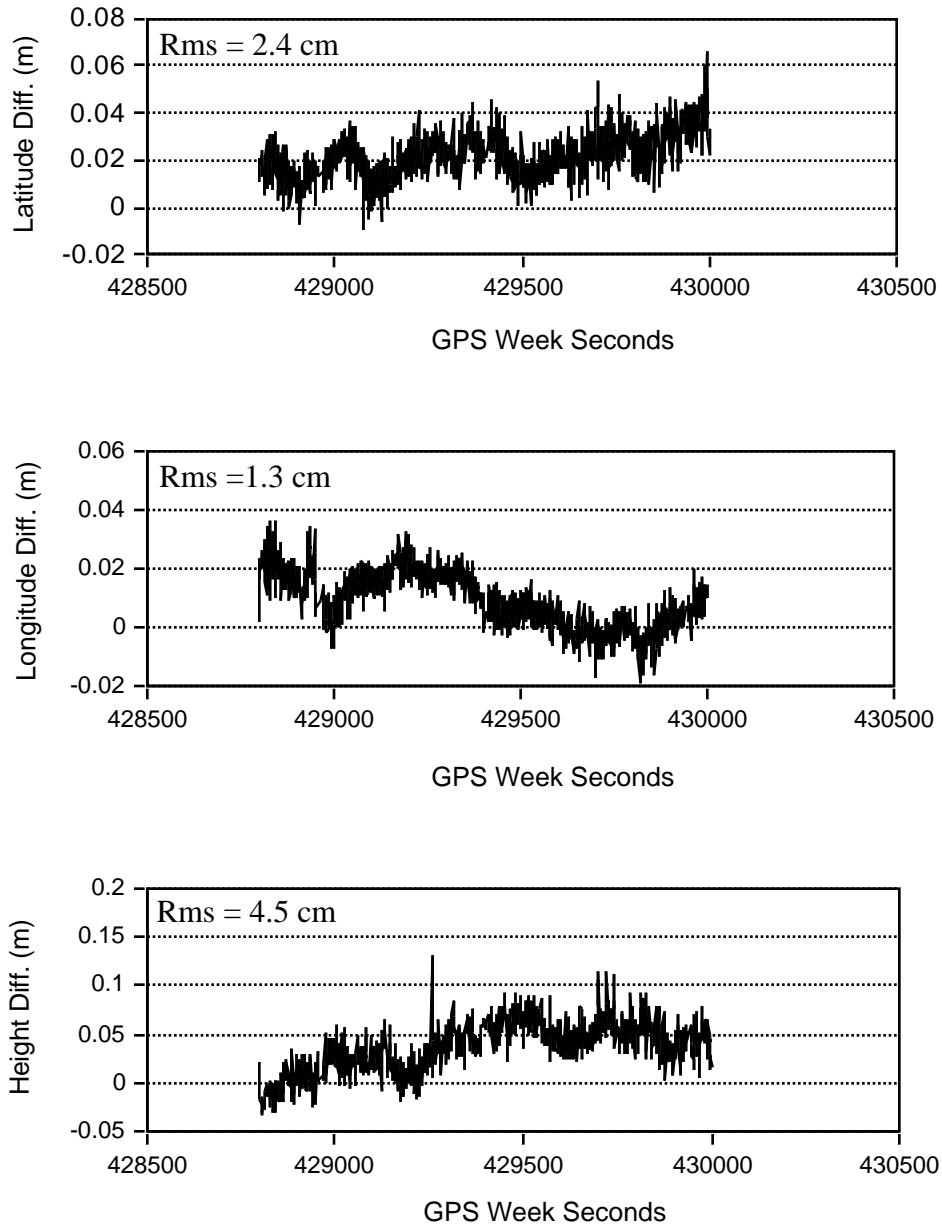 0.08
Rms = 2.4 cm
0.06
0.04
0.02
0
-0.02
Latitude Diff. (m)
428500 429000 429500 430000 430500
GPS Week Seconds
0.06
Rms =1.3 cm
0.04
0.02
0
-0.02
Longitude Diff. (m)
428500 429000 429500 430000 430500
GPS Week Seconds
0.2
Rms = 4.5 cm
0.15
0.1
0.05
0
-0.05
Height Diff. (m)
428500 429000 429500 430000 430500
GPS Week Seconds